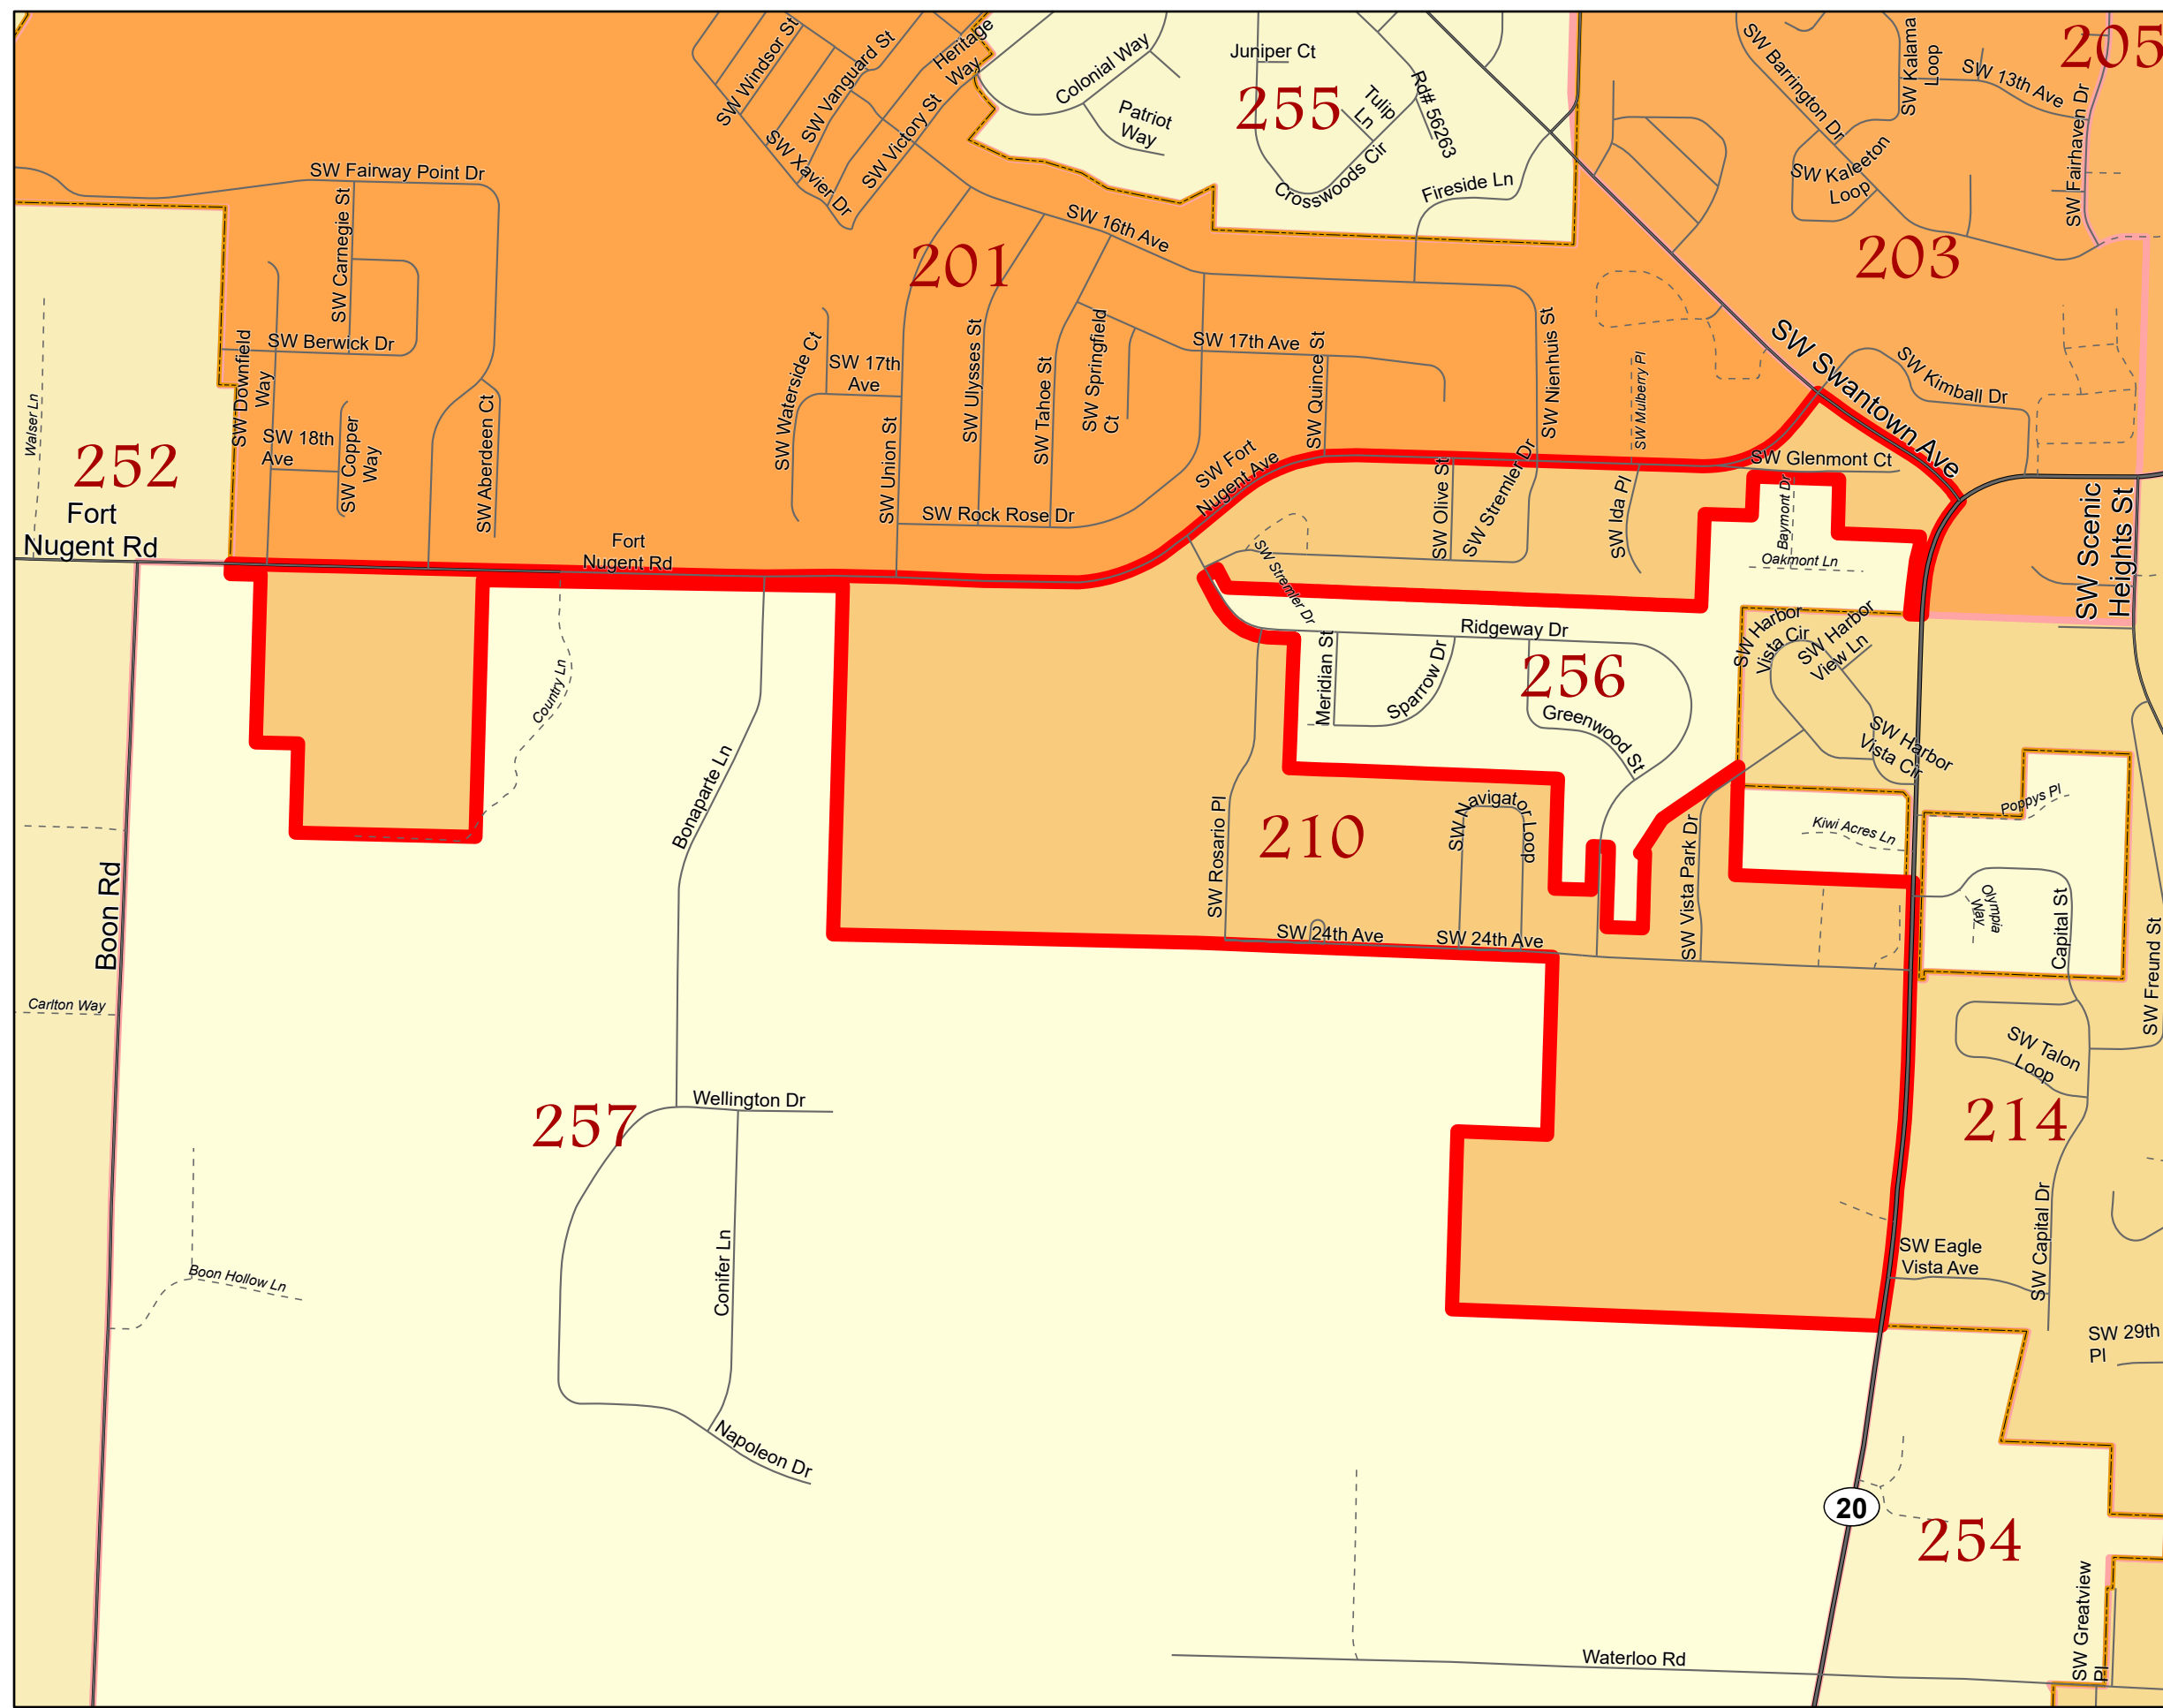 SW Windsor St
SW Vanguard St
Heritage
Way
SW Xavier Dr
SW Victory St
Colonial Way
Patriot
Way
Juniper Ct
255
Tulip
Ln
Rd# 56263
Crosswoods Cir
Fireside Ln
SW Barrington Dr
SW Kalama
Loop
SW 13th Ave
205
SW Fairhaven Dr
SW Kaleeton
Loop
203
SW Fairway Point Dr
SW Carnegie St
SW Berwick Dr
SW Downfield
Way
SW 18th
Ave
SW Copper
Way
SW Aberdeen Ct
Walser Ln
252
Fort
Nugent Rd
201
SW 16th Ave
SW Waterside Ct
SW 17th
Ave
SW Union St
SW Ulysses St
SW Tahoe St
SW Springfield
Ct
SW 17th Ave
SW Quince St
SW Nienhuis St
SW Mulberry Pl
SW Swantown Ave
SW Kimball Dr
SW Glenmont Ct
SW Rock Rose Dr
SW Fort
Nugent Ave
SW Olive St
SW Stremler Dr
SW Ida Pl
Baymont Dr
Oakmont Ln
SW Scenic
Heights St
Fort
Nugent Rd
SW Stremler Dr
Country Ln
Bonaparte Ln
Meridian St
Sparrow Dr
Ridgeway Dr
256
Greenwood St
SW Harbor
Vista Cir
SW Harbor
View Ln
SW Harbor
Vista Cir
Poppys Pl
Kiwi Acres Ln
SW Rosario Pl
210
SW Navigator Loop
SW Vista Park Dr
SW 24th Ave
SW 24th Ave
Olympia
Way
Capital St
SW Freund St
SW Talon
Loop
Boon Rd
Carlton Way
257
Wellington Dr
Conifer Ln
Boon Hollow Ln
Napoleon Dr
214
SW Eagle
Vista Ave
SW Capital Dr
SW 29th
Pl
20
254
SW Greatview
Pl
Waterloo Rd